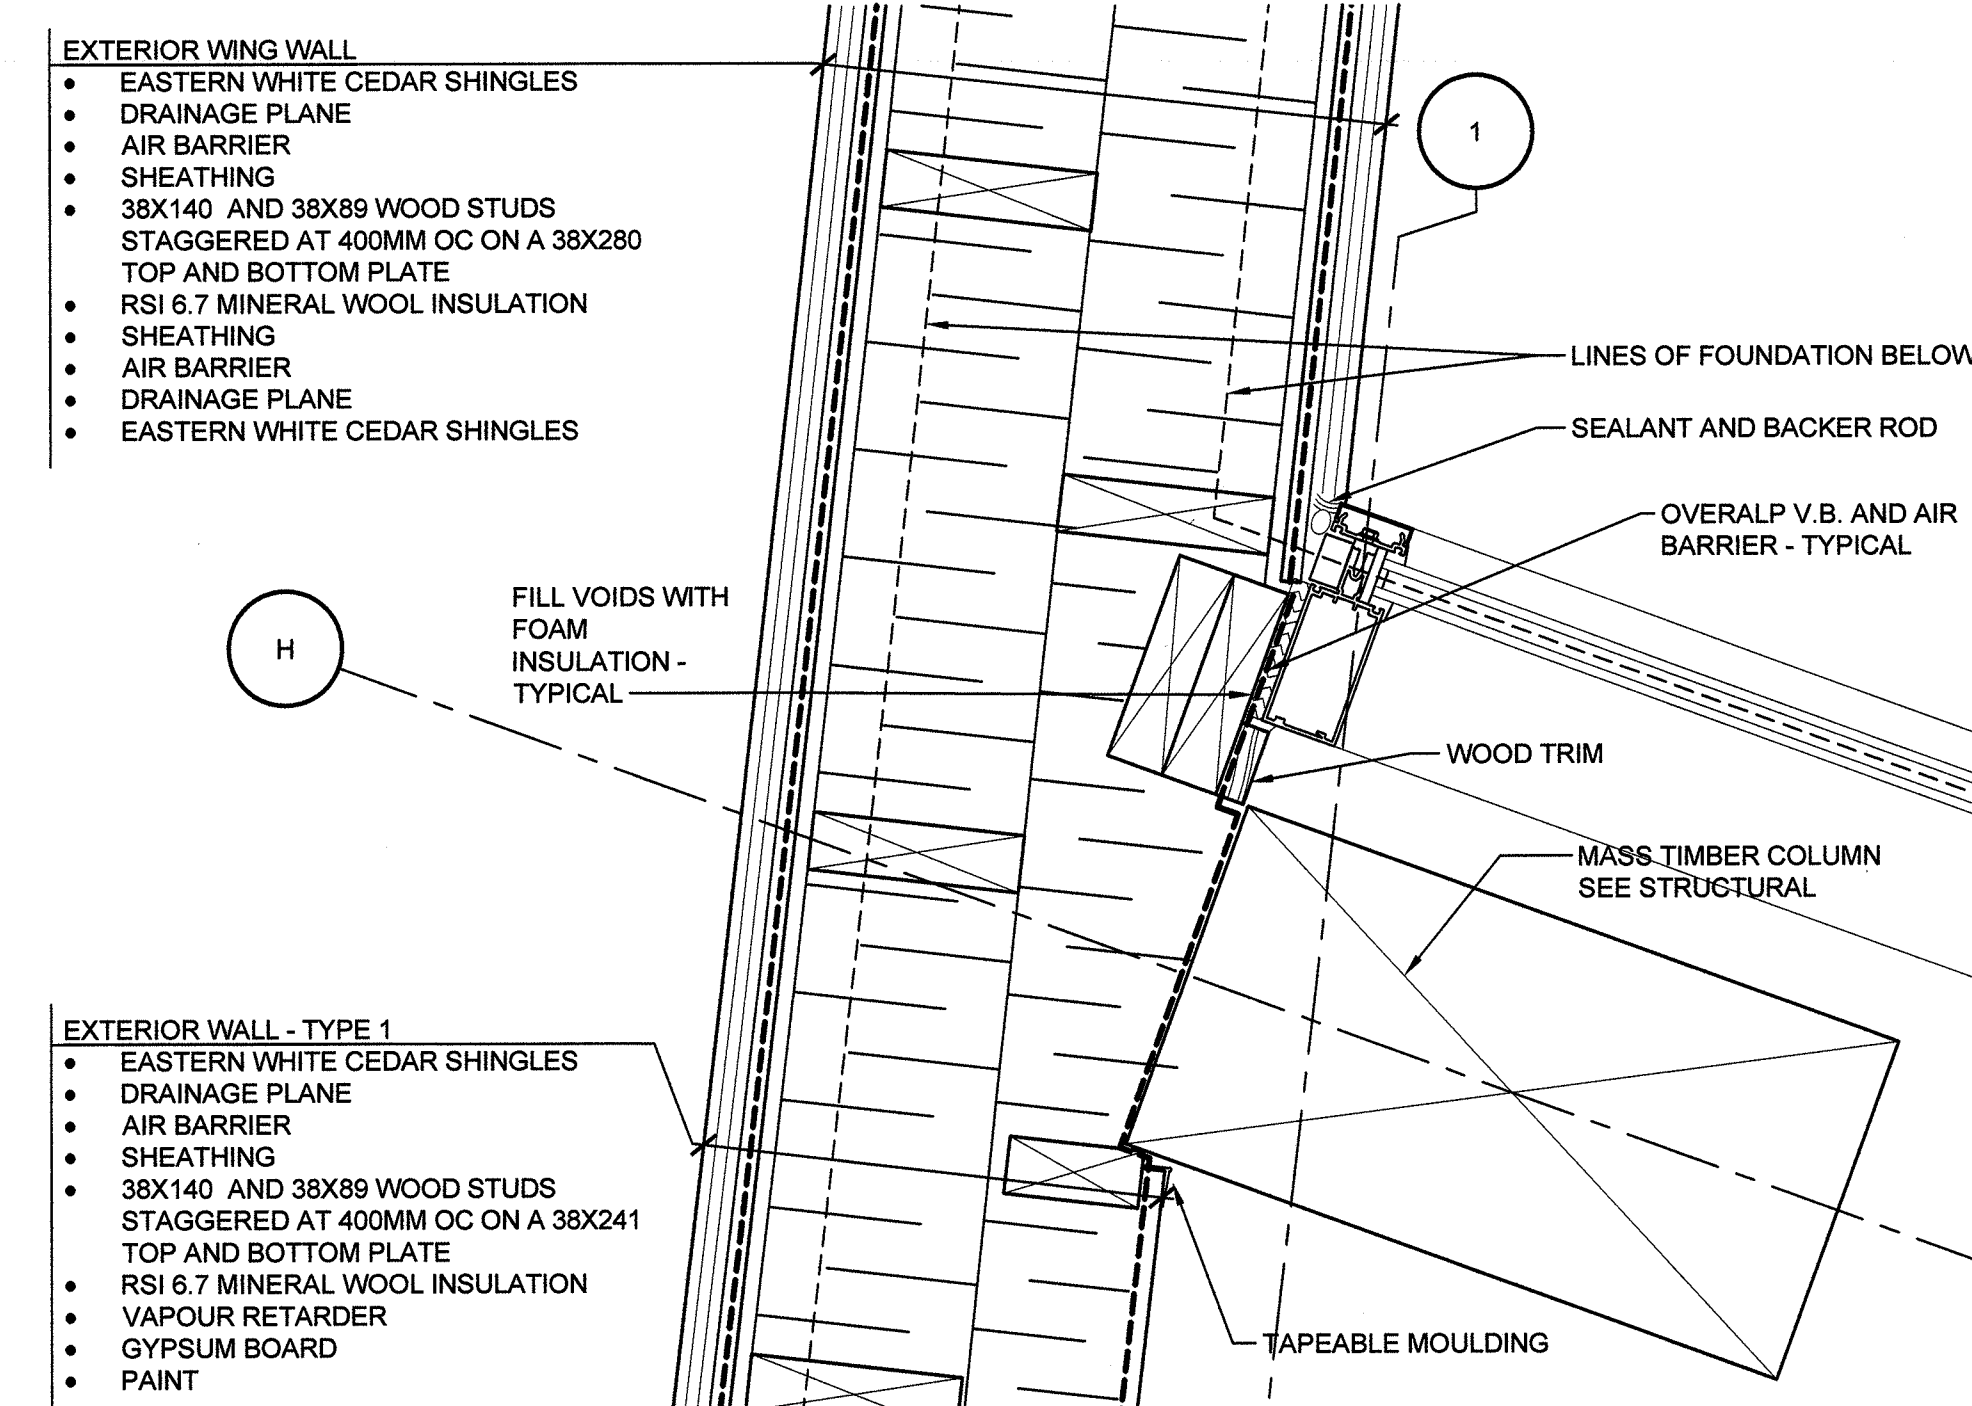 EXTERIOR WING WALL
• EASTERN WHITE CEDAR SHINGLES
• DRAINAGE PLANE
• AIR BARRIER
• SHEATHING
• 38X140 AND 38X89 WOOD STUDS
STAGGERED AT 400MM OC ON A 38X280
TOP AND BOTTOM PLATE
• RSI 6.7 MINERAL WOOL INSULATION
• SHEATHING
• AIR BARRIER
• DRAINAGE PLANE
• EASTERN WHITE CEDAR SHINGLES
1
LINES OF FOUNDATION BELOW
SEALANT AND BACKER ROD
OVERALP V.B. AND AIR
BARRIER - TYPICAL
FILL VOIDS WITH
FOAM
INSULATION -
TYPICAL
H
WOOD TRIM
MASS TIMBER COLUMN
SEE STRUCTURAL
EXTERIOR WALL - TYPE 1
• EASTERN WHITE CEDAR SHINGLES
• DRAINAGE PLANE
• AIR BARRIER
• SHEATHING
• 38X140 AND 38X89 WOOD STUDS
STAGGERED AT 400MM OC ON A 38X241
TOP AND BOTTOM PLATE
• RSI 6.7 MINERAL WOOL INSULATION
• VAPOUR RETARDER
• GYPSUM BOARD
• PAINT
TAPEABLE MOULDING